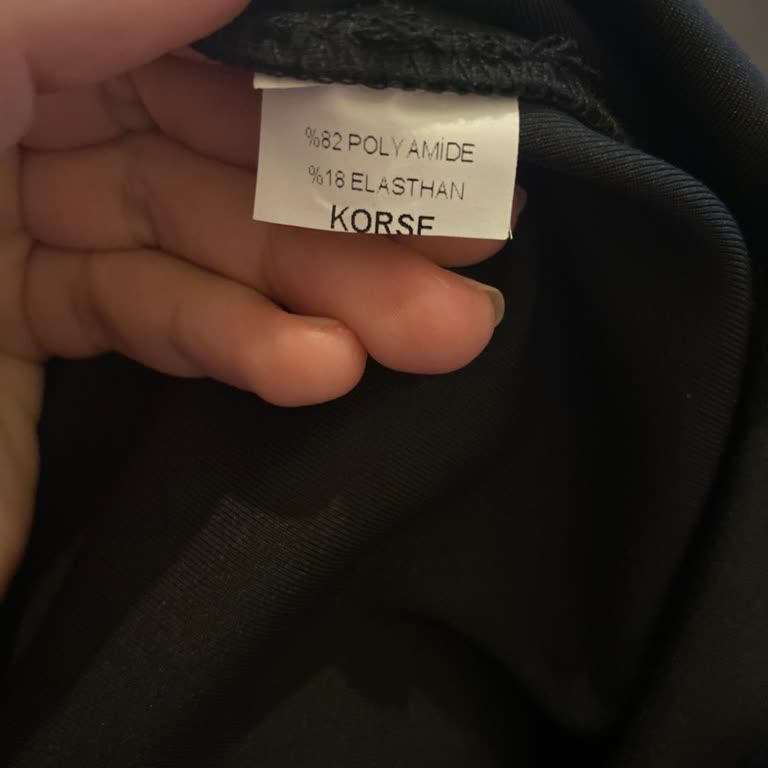 %82 POLYAMİDE
%18 ELASTHAN
KORSE